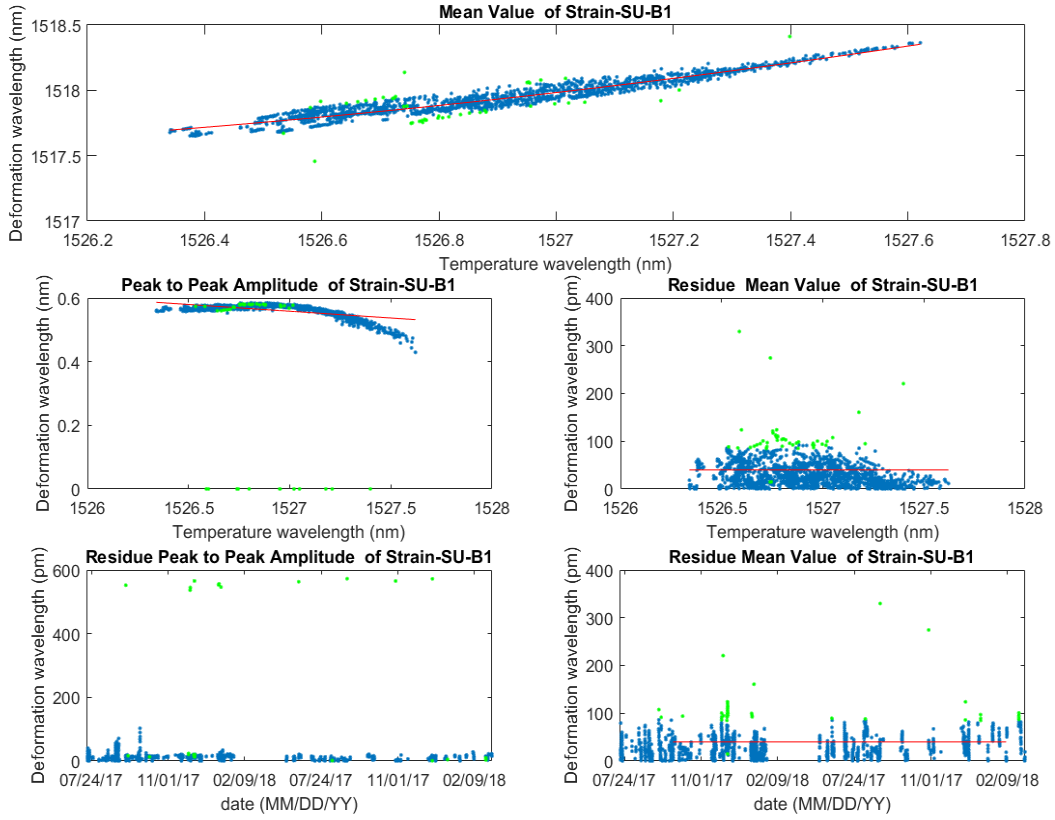 Mean Value of Strain-SU-B1
Deformation wavelength (nm)
1518.5
1518
1517.5
1517
1526.2 1526.4 1526.6 1526.8 1527 1527.2 1527.4 1527.6 1527.8
Temperature wavelength (nm)
Peak to Peak Amplitude of Strain-SU-B1
Deformation wavelength (nm)
0.6
0.4
0.2
0
1526 1526.5 1527 1527.5 1528
Temperature wavelength (nm)
Residue Mean Value of Strain-SU-B1
Deformation wavelength (pm)
400
300
200
100
0
1526 1526.5 1527 1527.5 1528
Temperature wavelength (nm)
Residue Peak to Peak Amplitude of Strain-SU-B1
Deformation wavelength (pm)
600
400
200
0
07/24/17 11/01/17 02/09/18 07/24/17 11/01/17 02/09/18
date (MM/DD/YY)
Residue Mean Value of Strain-SU-B1
Deformation wavelength (pm)
400
300
200
100
0
07/24/17 11/01/17 02/09/18 07/24/17 11/01/17 02/09/18
date (MM/DD/YY)